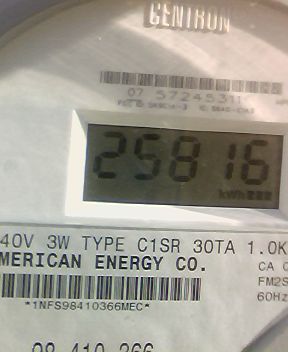 CENTRON
07 57245311
25816
kWh
40V 3W TYPE C1SR 30TA 1.0K
MERICAN ENERGY CO.
CA 0
FM2S
60Hz
*1NFS98410366MEC*
98 410 366